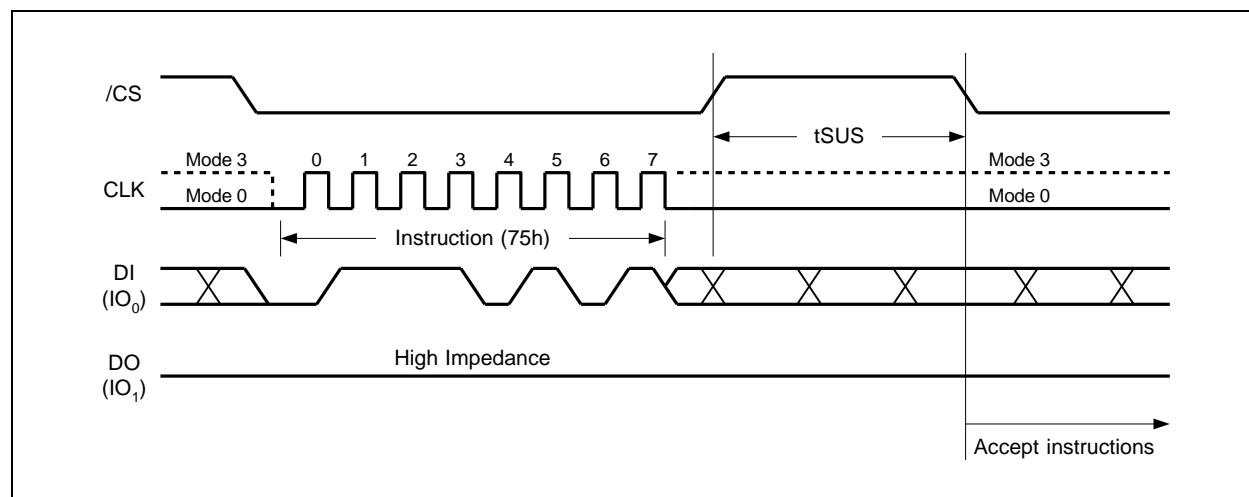 /CS
tSUS
Mode 3 0 1 2 3 4 5 6 7 Mode 3
CLK
Mode 0 Mode 0
Instruction (75h)
DI
(IO0)
High Impedance
DO
(IO1)
Accept instructions